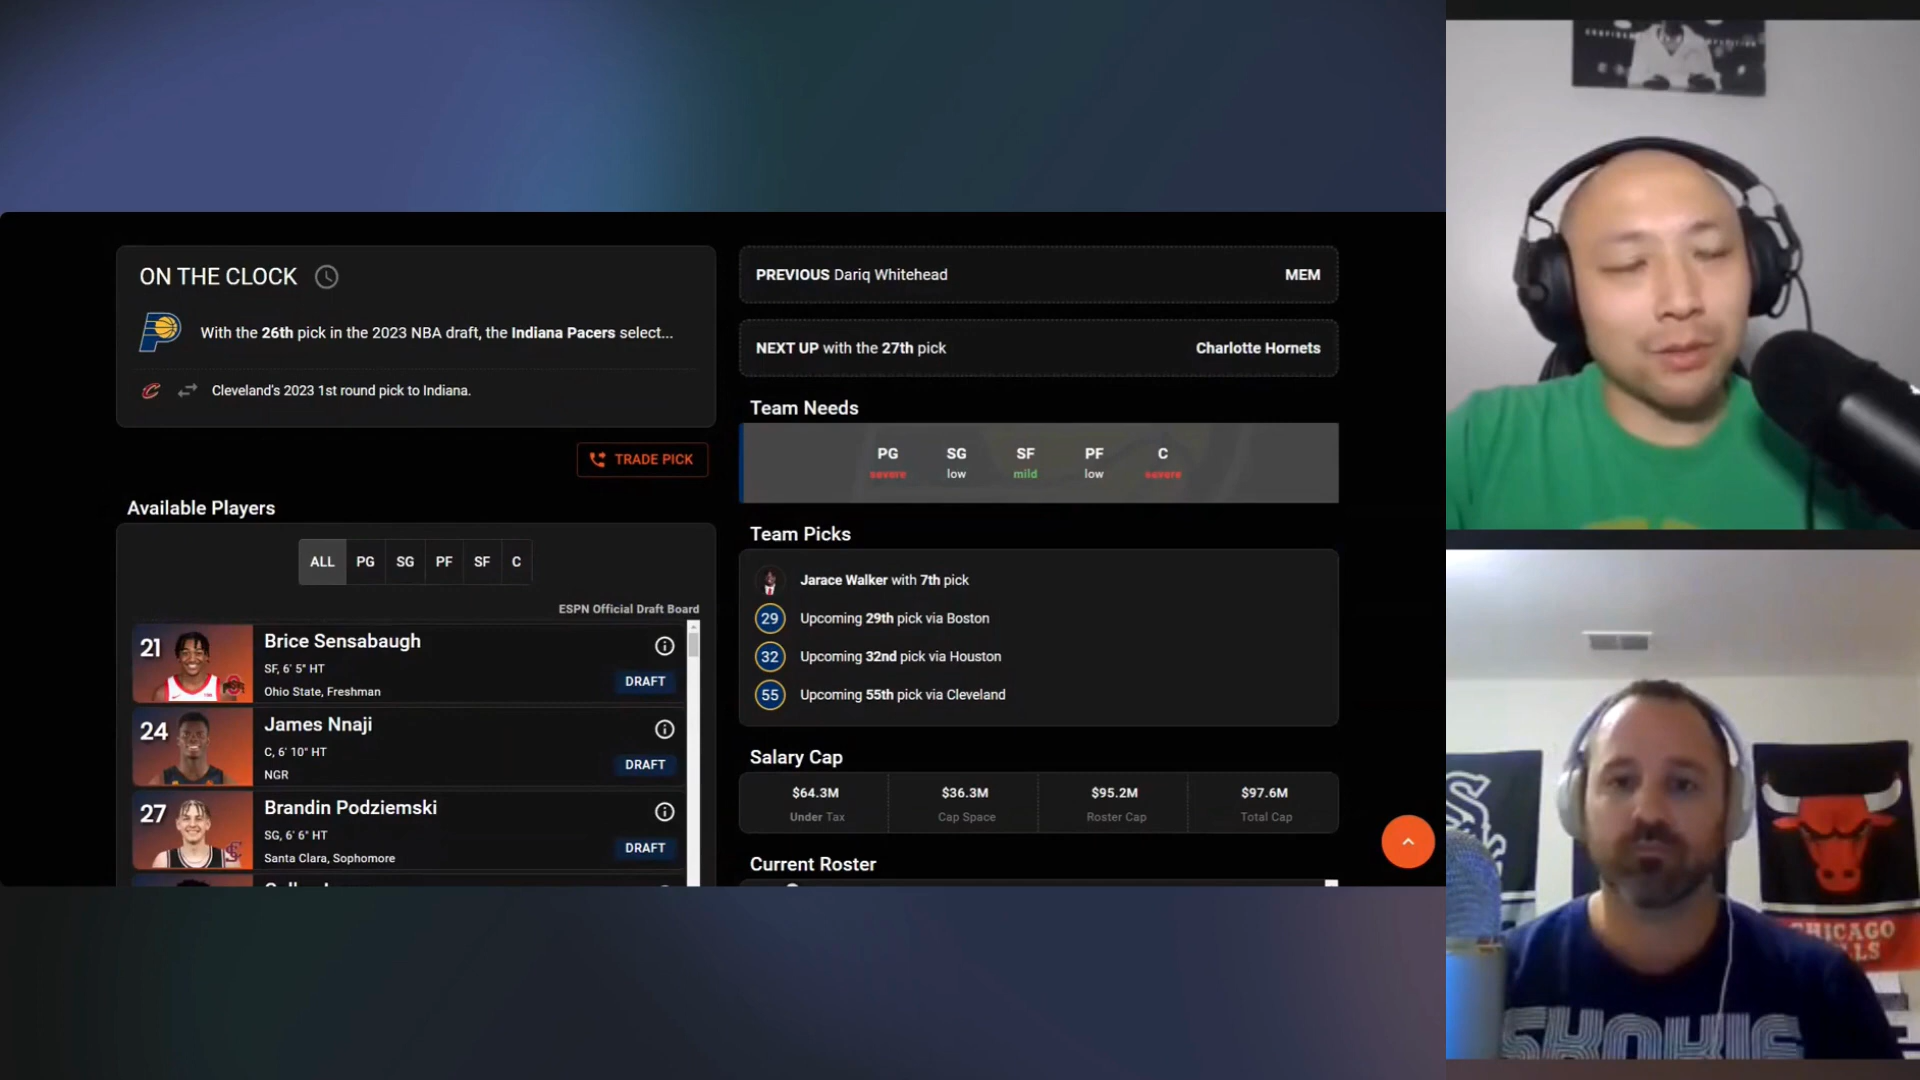 ON THE CLOCK
With the 26th pick in the 2023 NBA draft, the Indiana Pacers select...
Cleveland's 2023 1st round pick to Indiana.
TRADE PICK
Available Players
ALL PG SG PF SF C
ESPN Official Draft Board
21 Brice Sensabaugh
SF, 6' 5" HT
Ohio State, Freshman
DRAFT
24 James Nnaji
C, 6' 10" HT
NGR
DRAFT
27 Brandin Podziemski
SG, 6' 6" HT
Santa Clara, Sophomore
DRAFT
PREVIOUS Dariq Whitehead MEM
NEXT UP with the 27th pick Charlotte Hornets
Team Needs
PG SG SF PF C
severe low mild low severe
Team Picks
Jarace Walker with 7th pick
29 Upcoming 29th pick via Boston
32 Upcoming 32nd pick via Houston
55 Upcoming 55th pick via Cleveland
Salary Cap
$64.3M $36.3M $95.2M $97.6M
Under Tax Cap Space Roster Cap Total Cap
Current Roster
CHICAGO
SKOKIE